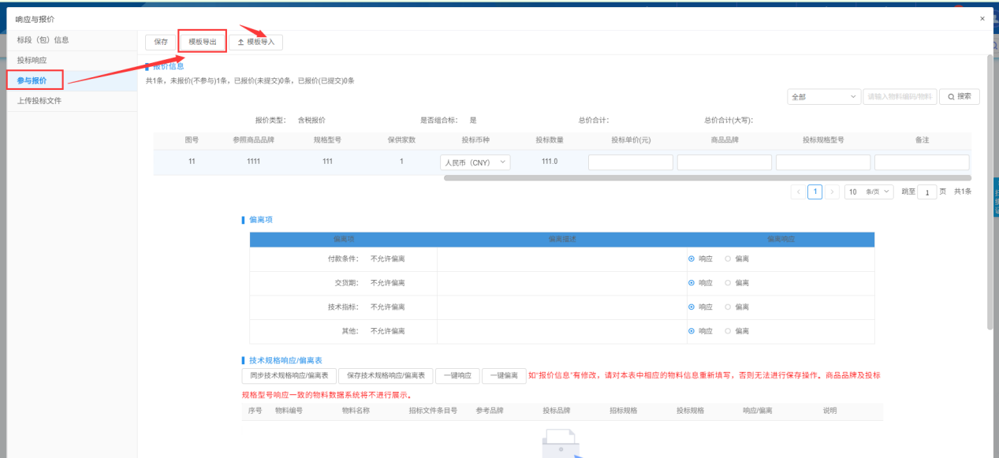 响应与报价
×
标段（包）信息
投标响应
参与报价
上传投标文件
保存 模板导出 模板导入
报价信息
共1条，未报价(不参与)1条，已报价(未提交)0条，已报价(已提交)0条
全部 请输入物料编码/物料 搜索
报价类型： 含税报价 是否组合标： 是 总价合计： 总价合计(大写)：
图号 参照商品品牌 规格型号 保供家数 投标币种 投标数量 投标单价(元) 商品品牌 投标规格型号 备注
11 1111 111 1 人民币（CNY） 111.0
< 1 > 10 条/页 跳至 1 页 共1条
偏离项
偏离项 偏离描述 偏离响应
付款条件： 不允许偏离 响应 偏离
交货期： 不允许偏离 响应 偏离
技术指标： 不允许偏离 响应 偏离
其他： 不允许偏离 响应 偏离
技术规格响应/偏离表
同步技术规格响应/偏离表 保存技术规格响应/偏离表 一键响应 一键偏离 如"报价信息"有修改，请对本表中相应的物料信息重新填写，否则无法进行保存操作。商品品牌及投标
规格型号响应一致的物料数据系统将不进行展示。
序号 物料编号 物料名称 招标文件条目号 参考品牌 投标品牌 招标规格 投标规格 响应/偏离 说明